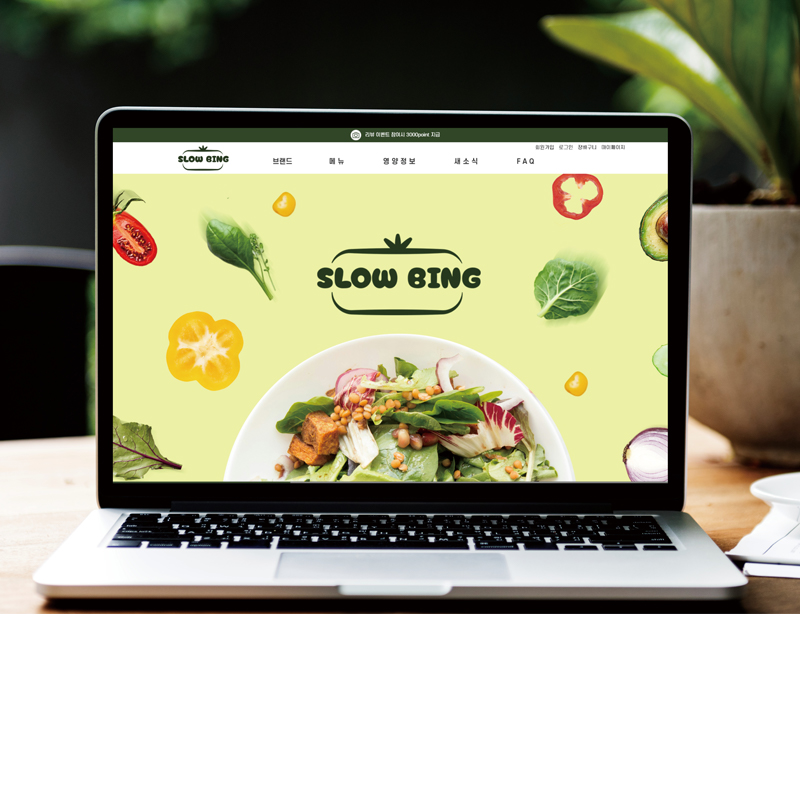 리뷰 이벤트 참여시 3000point 지급
회원가입 로그인 장바구니 마이페이지
SLOW BING
브랜드 메뉴 영양정보 새소식 FAQ
SLOW BING